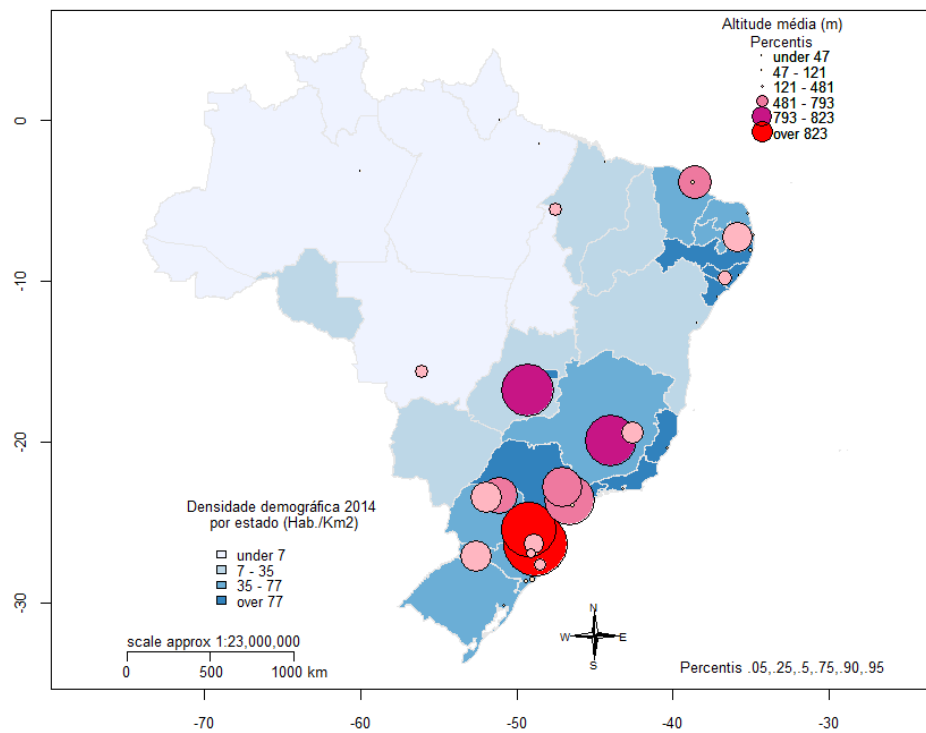 Altitude média (m)
Percentis
under 47
47 - 121
121 - 481
481 - 793
793 - 823
over 823
0
-10
-20
-30
Densidade demográfica 2014
por estado (Hab./Km2)
under 7
7 - 35
35 - 77
over 77
scale approx 1:23,000,000
0 500 1000 km
N
W E
S
Percentis .05,.25,.5,.75,.90,.95
-70 -60 -50 -40 -30